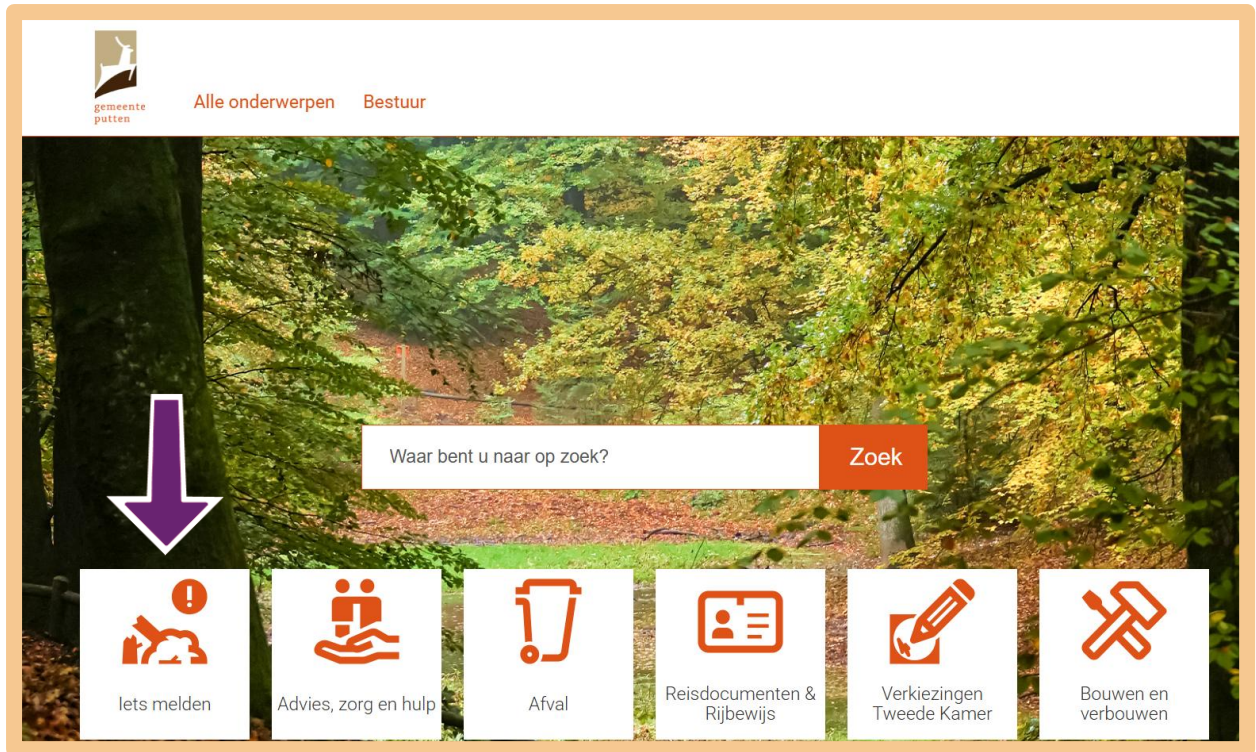 gemeente
putten
Alle onderwerpen Bestuur
Waar bent u naar op zoek? Zoek
Iets melden
Advies, zorg en hulp
Afval
Reisdocumenten &
Rijbewijs
Verkiezingen
Tweede Kamer
Bouwen en
verbouwen